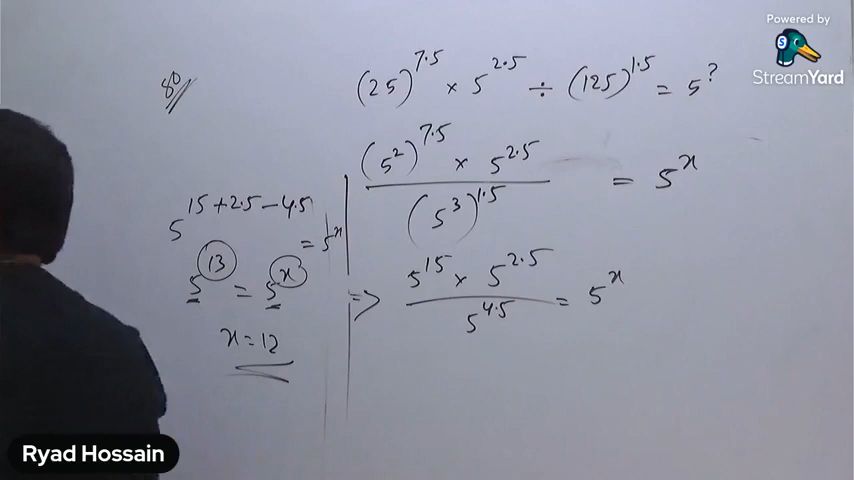 Powered by
StreamYard
80
(25)^7.5 × 5^2.5 ÷ (125)^1.5 = 5^?
(5^2)^7.5 × 5^2.5 / (5^3)^1.5 = 5^x
=> 5^15 × 5^2.5 / 5^4.5 = 5^x
5^15+2.5-4.5 = 5^x
5^13 = 5^x
x = 12
Ryad Hossain